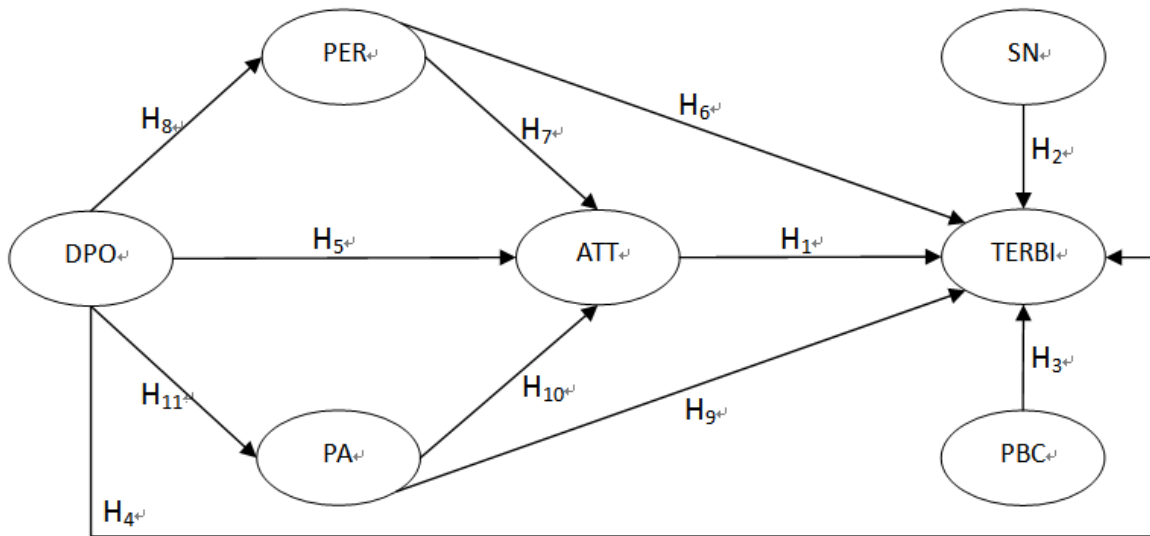 PER
SN
H8
H7
H6
H2
DPO
H5
ATT
H1
TERBI
H11
H10
H9
H3
PA
PBC
H4